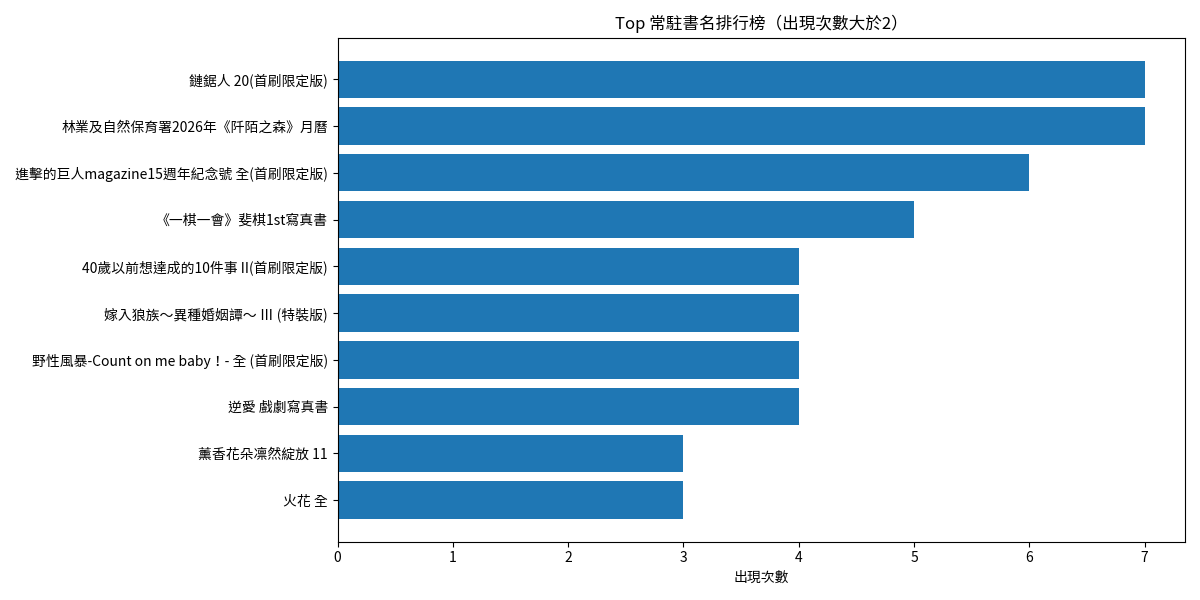 Top 常駐書名排行榜（出現次數大於2）
鏈鋸人 20(首刷限定版)
林業及自然保育署2026年《阡陌之森》月曆
進擊的巨人magazine15週年紀念號 全(首刷限定版)
《一棋一會》斐棋1st寫真書
40歲以前想達成的10件事 II(首刷限定版)
嫁入狼族～異種婚姻譚～ III (特裝版)
野性風暴-Count on me baby！- 全 (首刷限定版)
逆愛 戲劇寫真書
薰香花朵凛然綻放 11
火花 全
0 1 2 3 4 5 6 7
出現次數